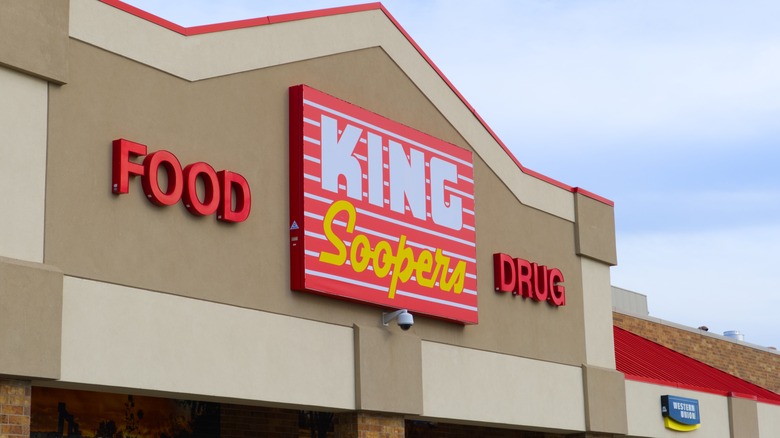 FOOD
KING
Soopers
DRUG
WESTERN
UNION